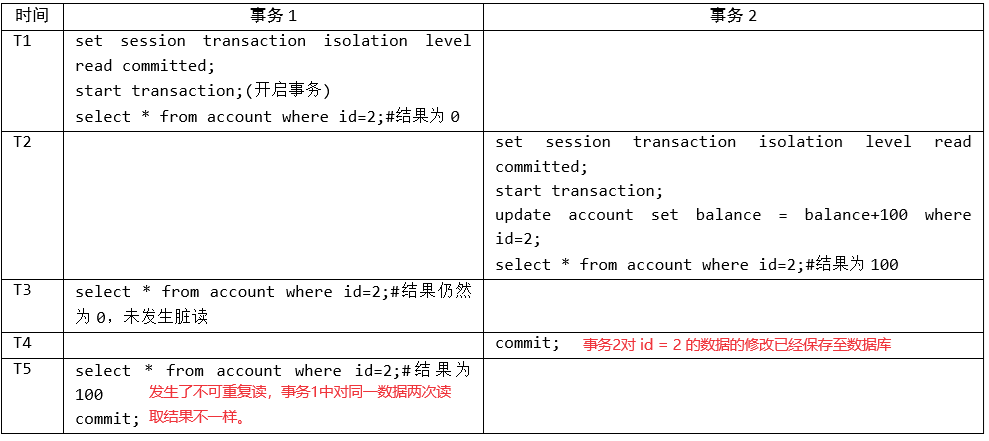 时间 事务1 事务2
T1 set session transaction isolation level
read committed;
start transaction;(开启事务)
select * from account where id=2;#结果为0
T2 set session transaction isolation level read
committed;
start transaction;
update account set balance = balance+100 where
id=2;
select * from account where id=2;#结果为100
T3 select * from account where id=2;#结果仍然
为0，未发生脏读
T4 commit; 事务2对 id = 2 的数据的修改已经保存至数据库
T5 select * from account where id=2;#结果为
100 发生了不可重复读，事务1中对同一数据两次读
commit; 取结果不一样。